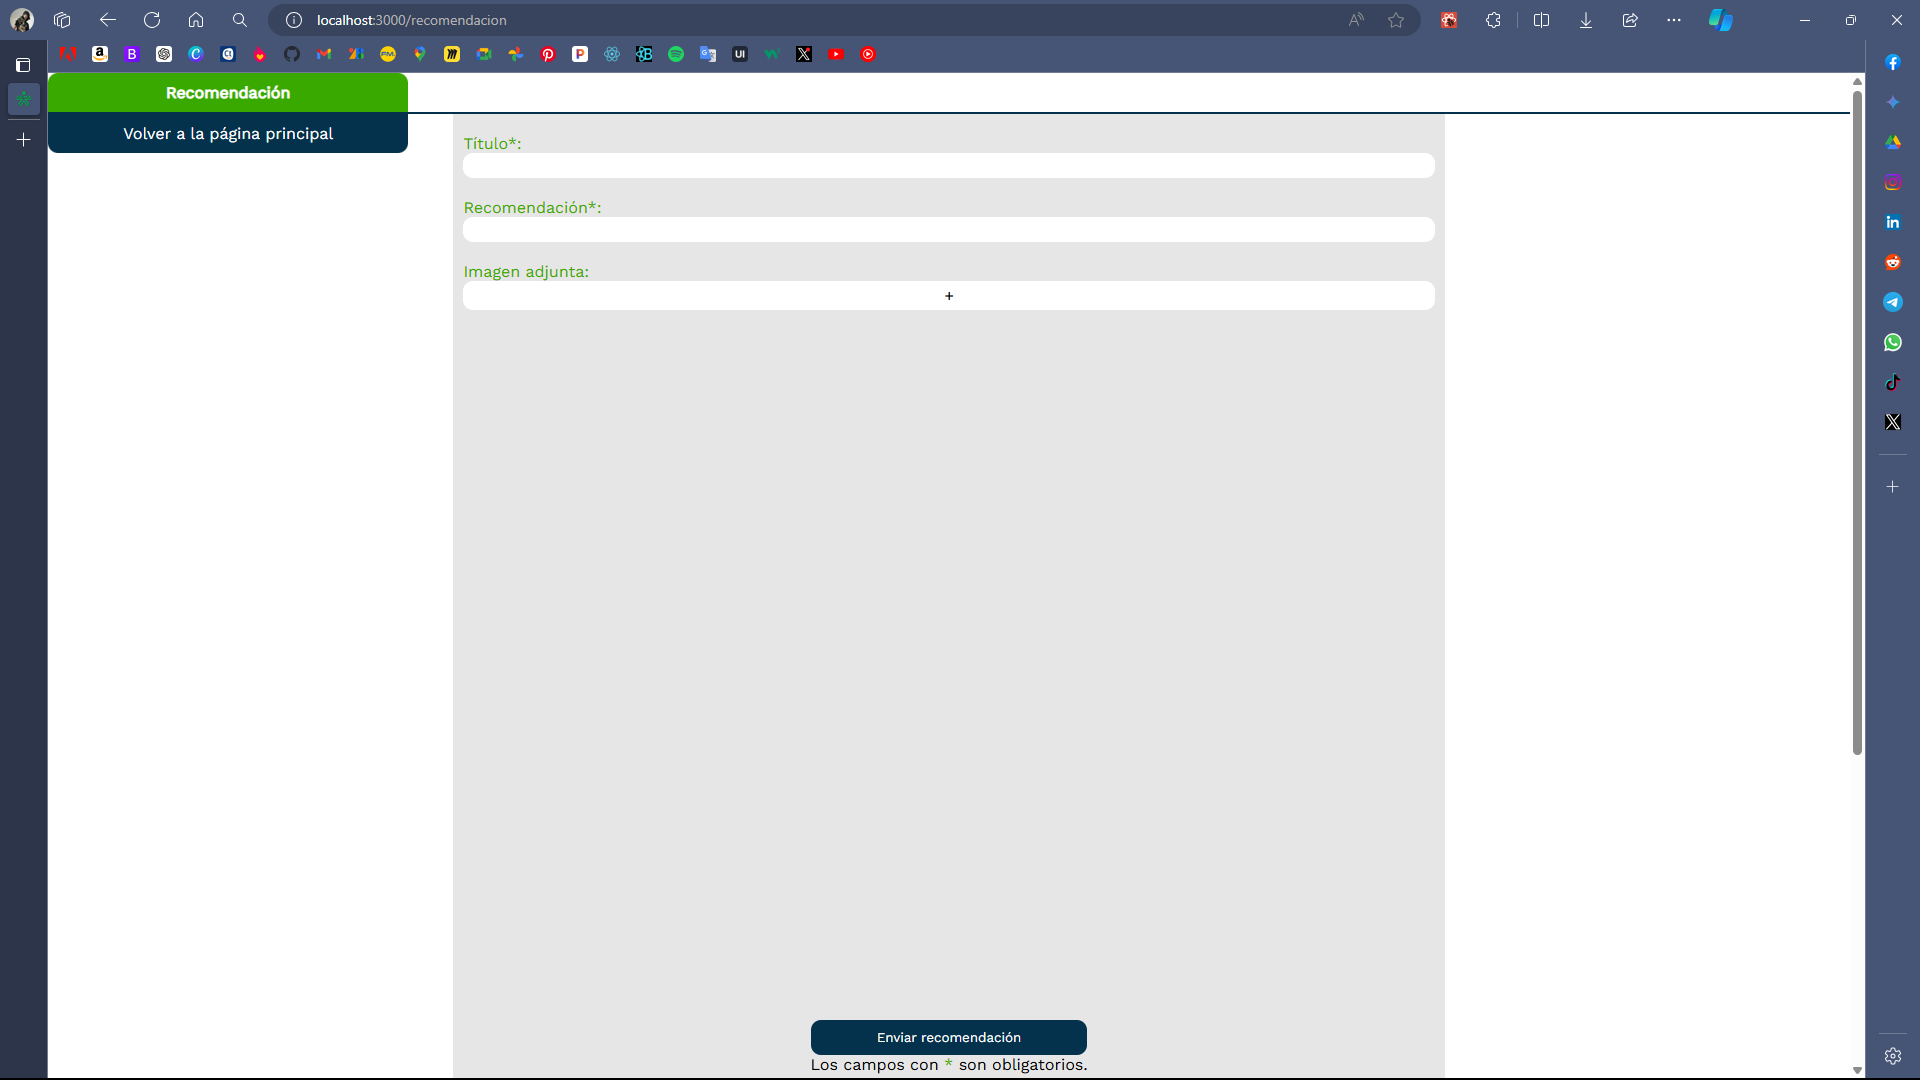 localhost:3000/recomendacion
Recomendación
Volver a la página principal
Título*:
Recomendación*:
Imagen adjunta:
+
Enviar recomendación
Los campos con * son obligatorios.